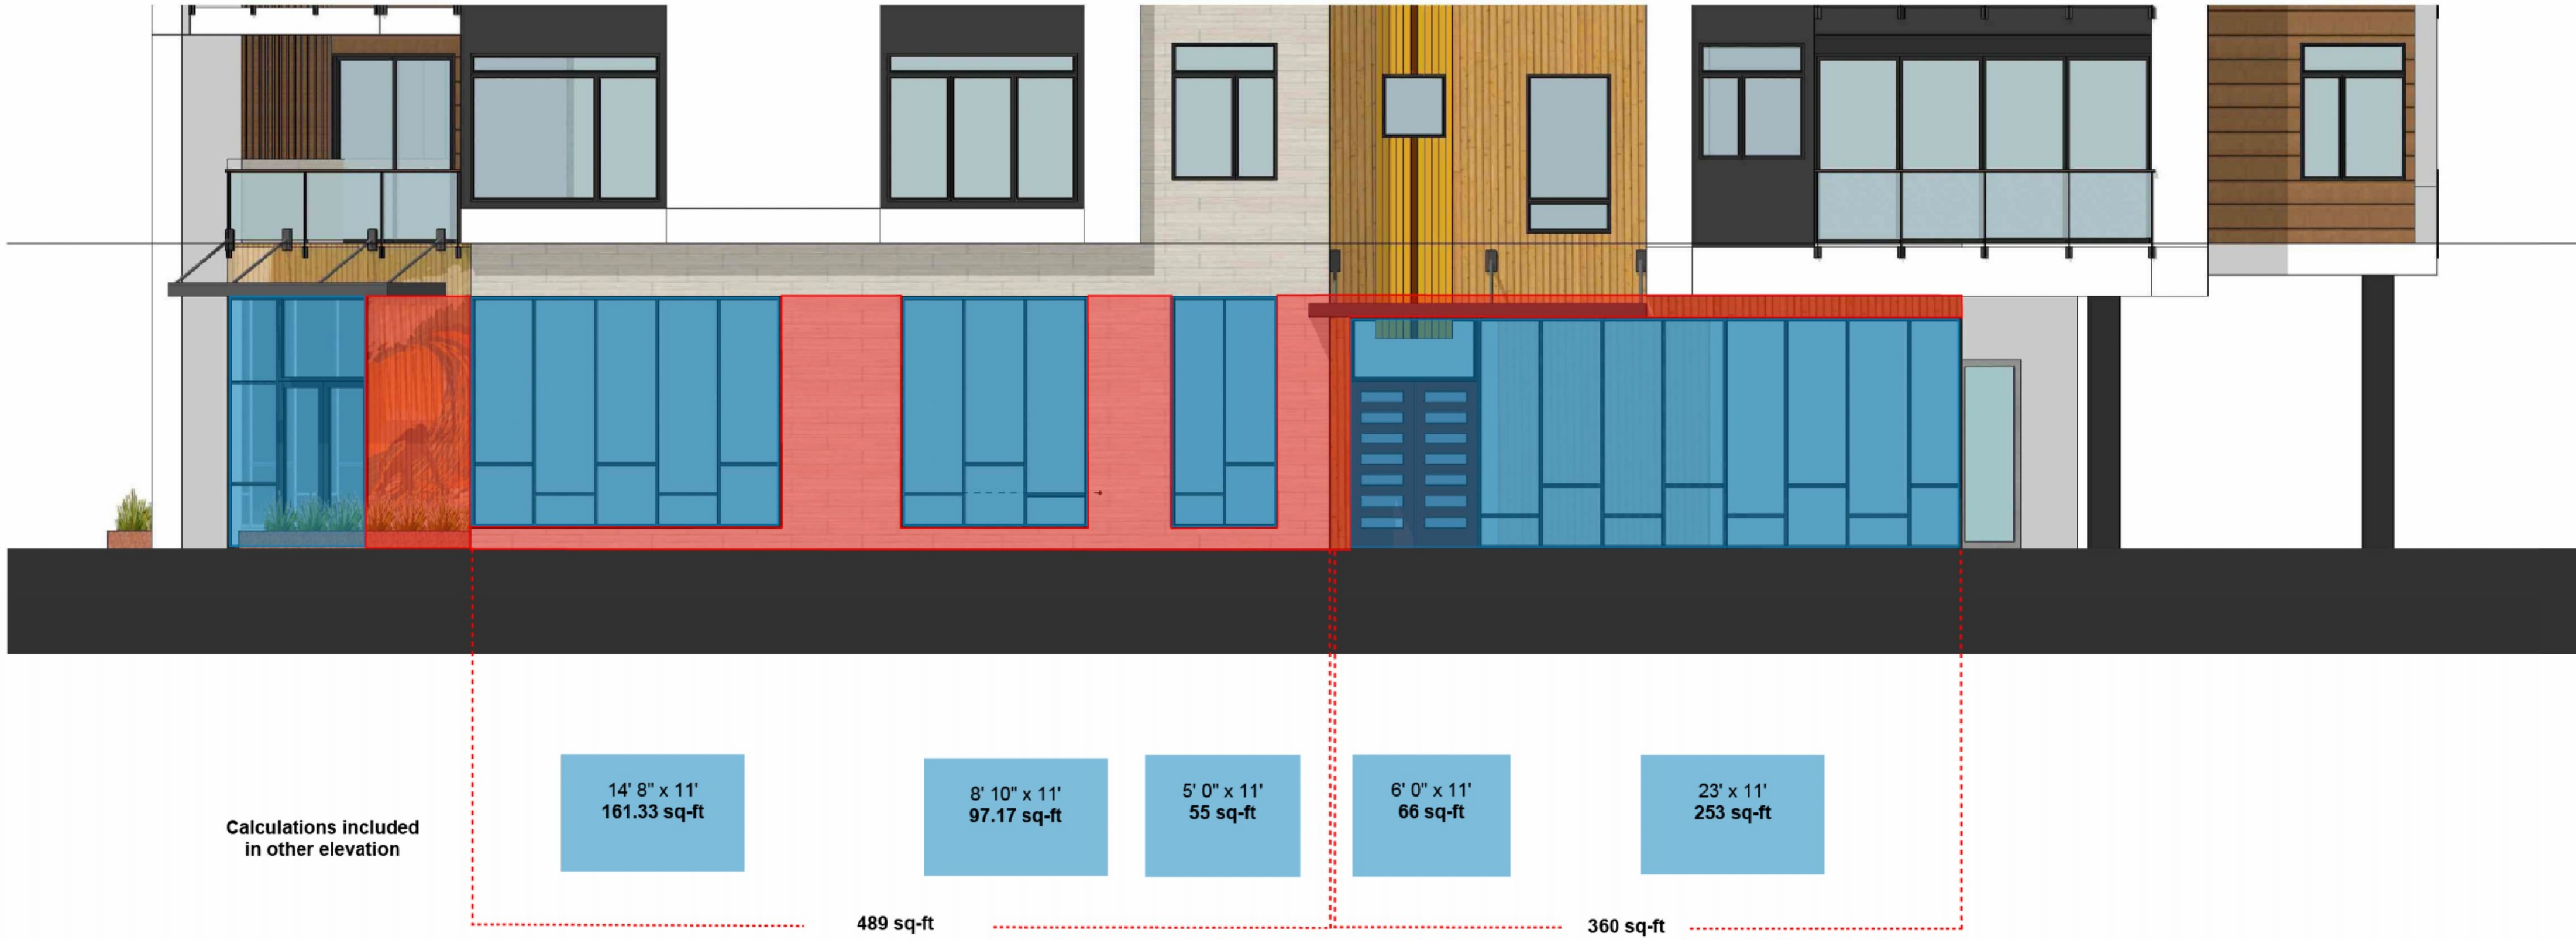 14' 8" x 11'
161.33 sq-ft
8' 10" x 11'
97.17 sq-ft
5' 0" x 11'
55 sq-ft
6' 0" x 11'
66 sq-ft
23' x 11'
253 sq-ft
Calculations included
in other elevation
489 sq-ft
360 sq-ft